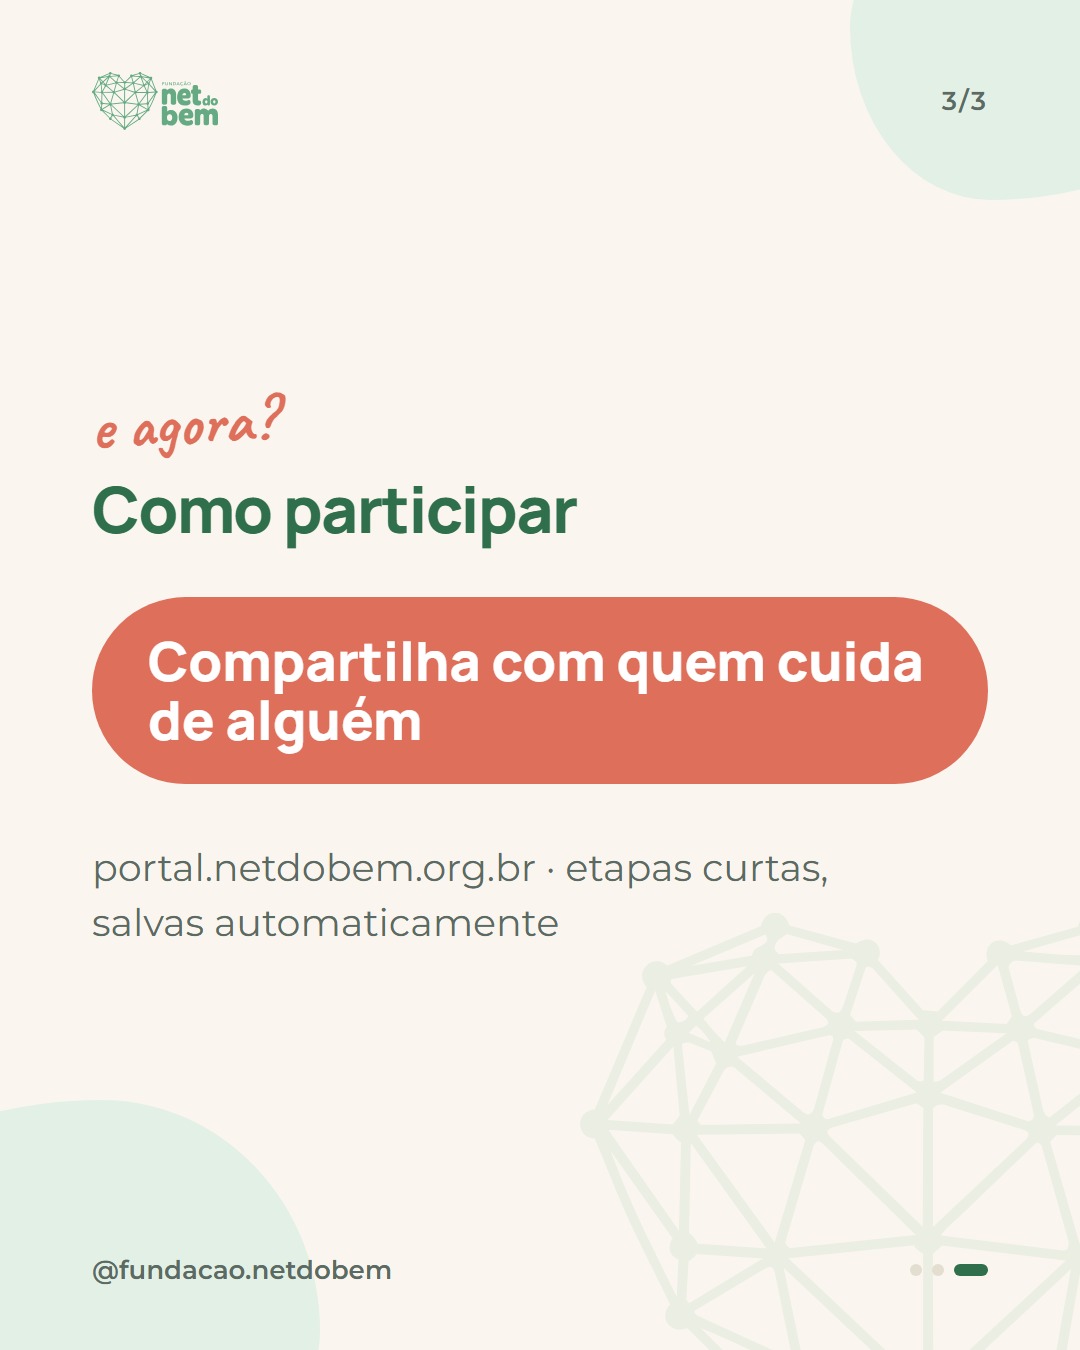 FUNDAÇÃO
net do
bem
3/3
e agora?
Como participar
Compartilha com quem cuida
de alguém
portal.netdobem.org.br · etapas curtas,
salvas automaticamente
@fundacao.netdobem